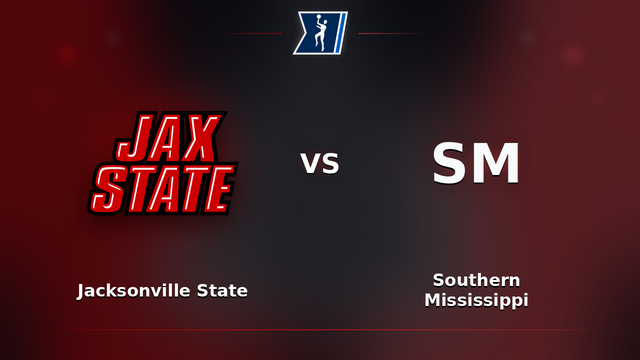 JAX
STATE
VS
SM
Jacksonville State
Southern
Mississippi